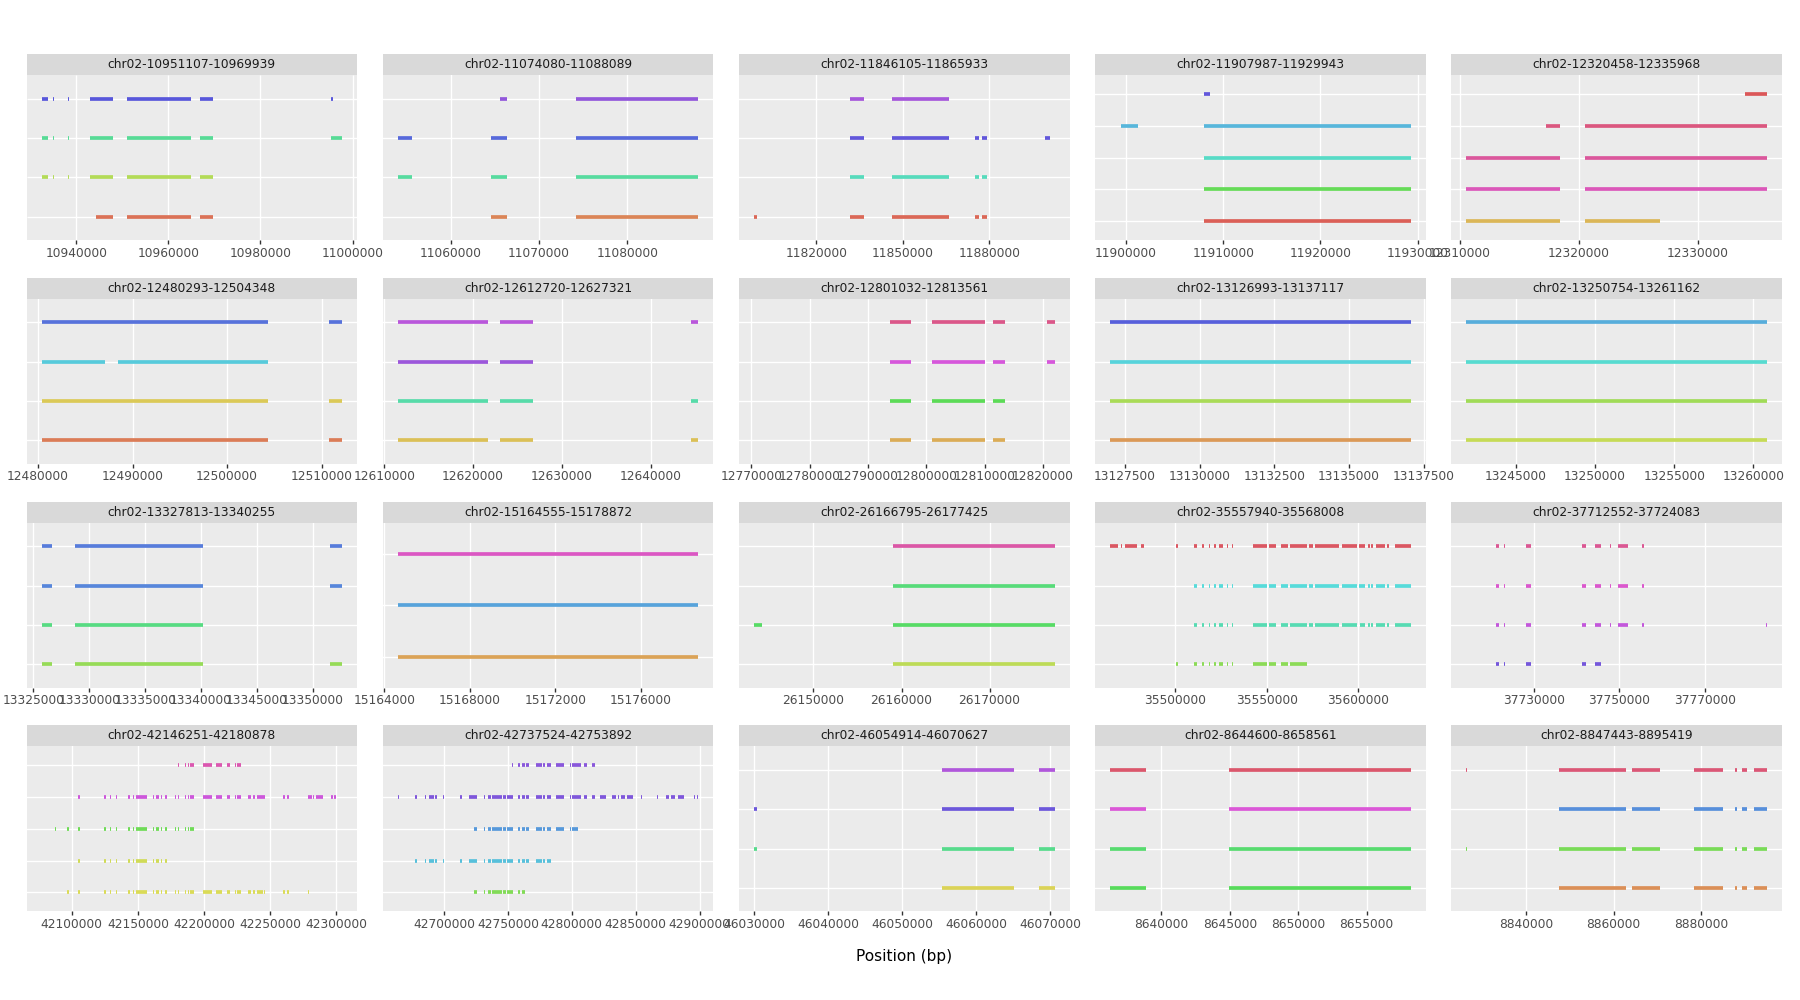 chr02-10951107-10969939 chr02-11074080-11088089 chr02-11846105-11865933 chr02-11907987-11929943 chr02-12320458-12335968
10940000 10960000 10980000 11000000 11060000 11070000 11080000 11820000 11850000 11880000 11900000 11910000 11920000 11930000 12310000 12320000 12330000
chr02-12480293-12504348 chr02-12612720-12627321 chr02-12801032-12813561 chr02-13126993-13137117 chr02-13250754-13261162
12480000 12490000 12500000 12510000 12610000 12620000 12630000 12640000 12770000 12780000 12790000 12800000 12810000 12820000 13127500 13130000 13132500 13135000 13137500 13245000 13250000 13255000 13260000
chr02-13327813-13340255 chr02-15164555-15178872 chr02-26166795-26177425 chr02-35557940-35568008 chr02-37712552-37724083
13325000 13330000 13335000 13340000 13345000 13350000 15164000 15168000 15172000 15176000 26150000 26160000 26170000 35500000 35550000 35600000 37730000 37750000 37770000
chr02-42146251-42180878 chr02-42737524-42753892 chr02-46054914-46070627 chr02-8644600-8658561 chr02-8847443-8895419
42100000 42150000 42200000 42250000 42300000 42700000 42750000 42800000 42850000 42900000 46030000 46040000 46050000 46060000 46070000 8640000 8645000 8650000 8655000 8840000 8860000 8880000
Position (bp)